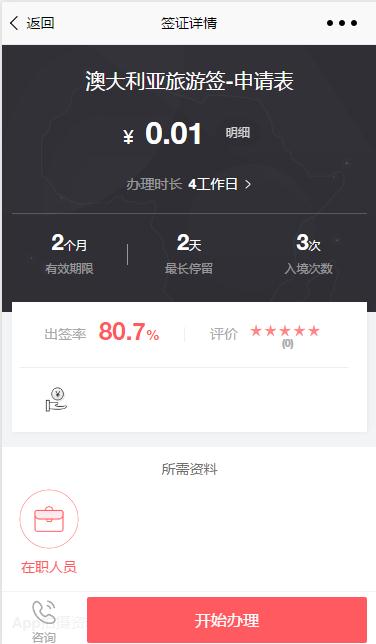 返回
签证详情
澳大利亚旅游签-申请表
¥ 0.01 明细
办理时长 4工作日
2个月 2天 3次
有效期限 最长停留 入境次数
出签率 80.7% 评价
(0)
¥
所需资料
在职人员
咨询
开始办理